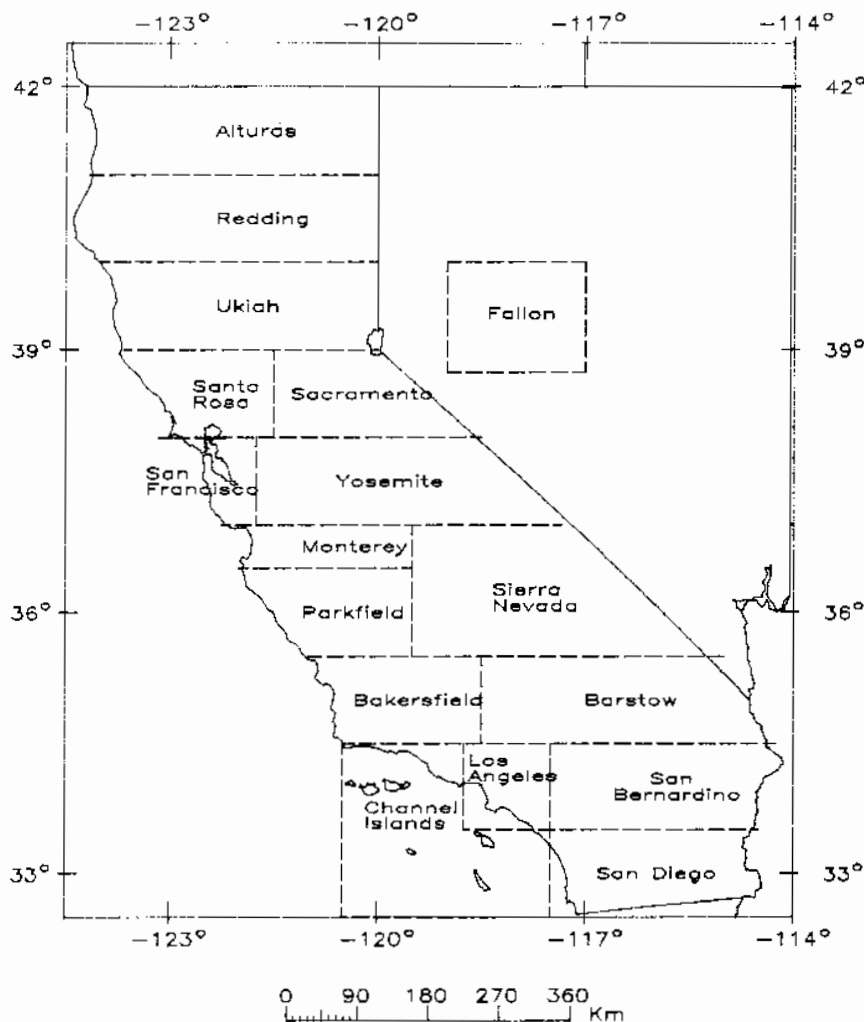 -123° -120° -117° -114°
42° 42°
Alturas
Redding
Ukiah
Fallon
39° 39°
Santa
Rosa
Sacramento
San
Francisco
Yosemite
Monterey
Sierra
Nevada
36° 36°
Parkfield
Bakersfield
Barstow
Los
Angeles
San
Bernardino
Channel
Islands
33° 33°
San Diego
-123° -120° -117° -114°
0 90 180 270 360
Km